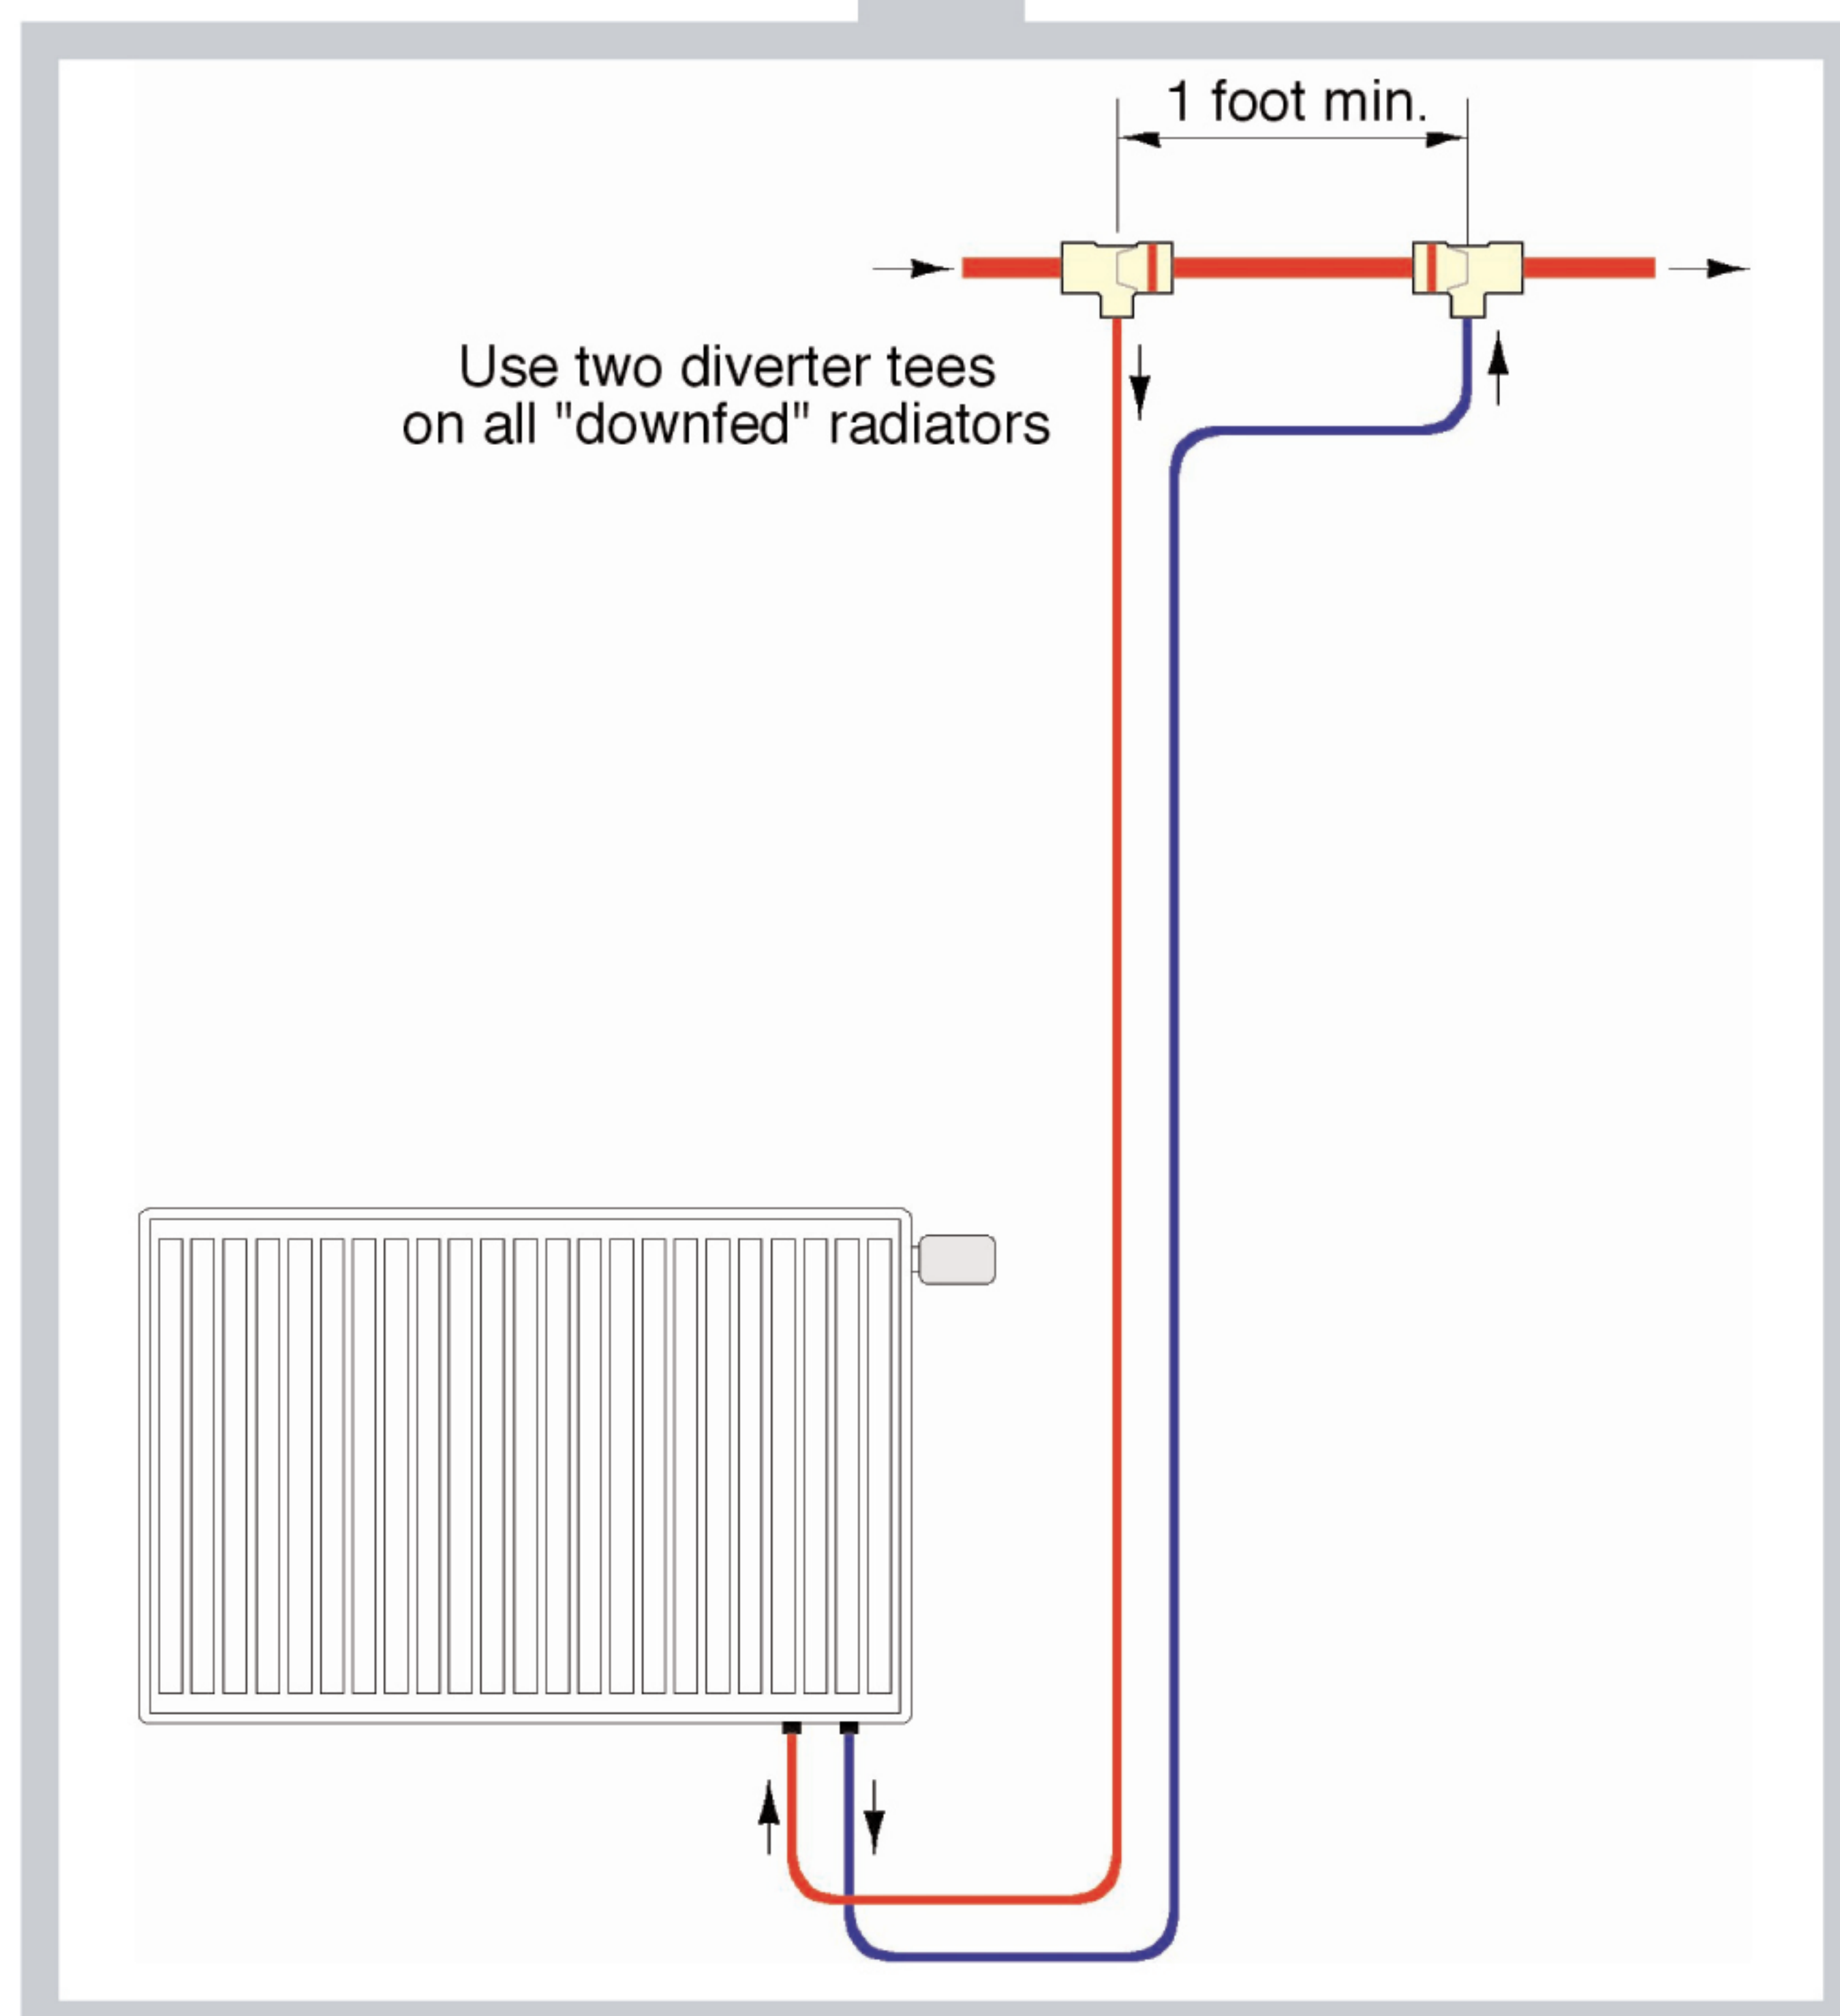 1 foot min.
Use two diverter tees
on all "downfed" radiators